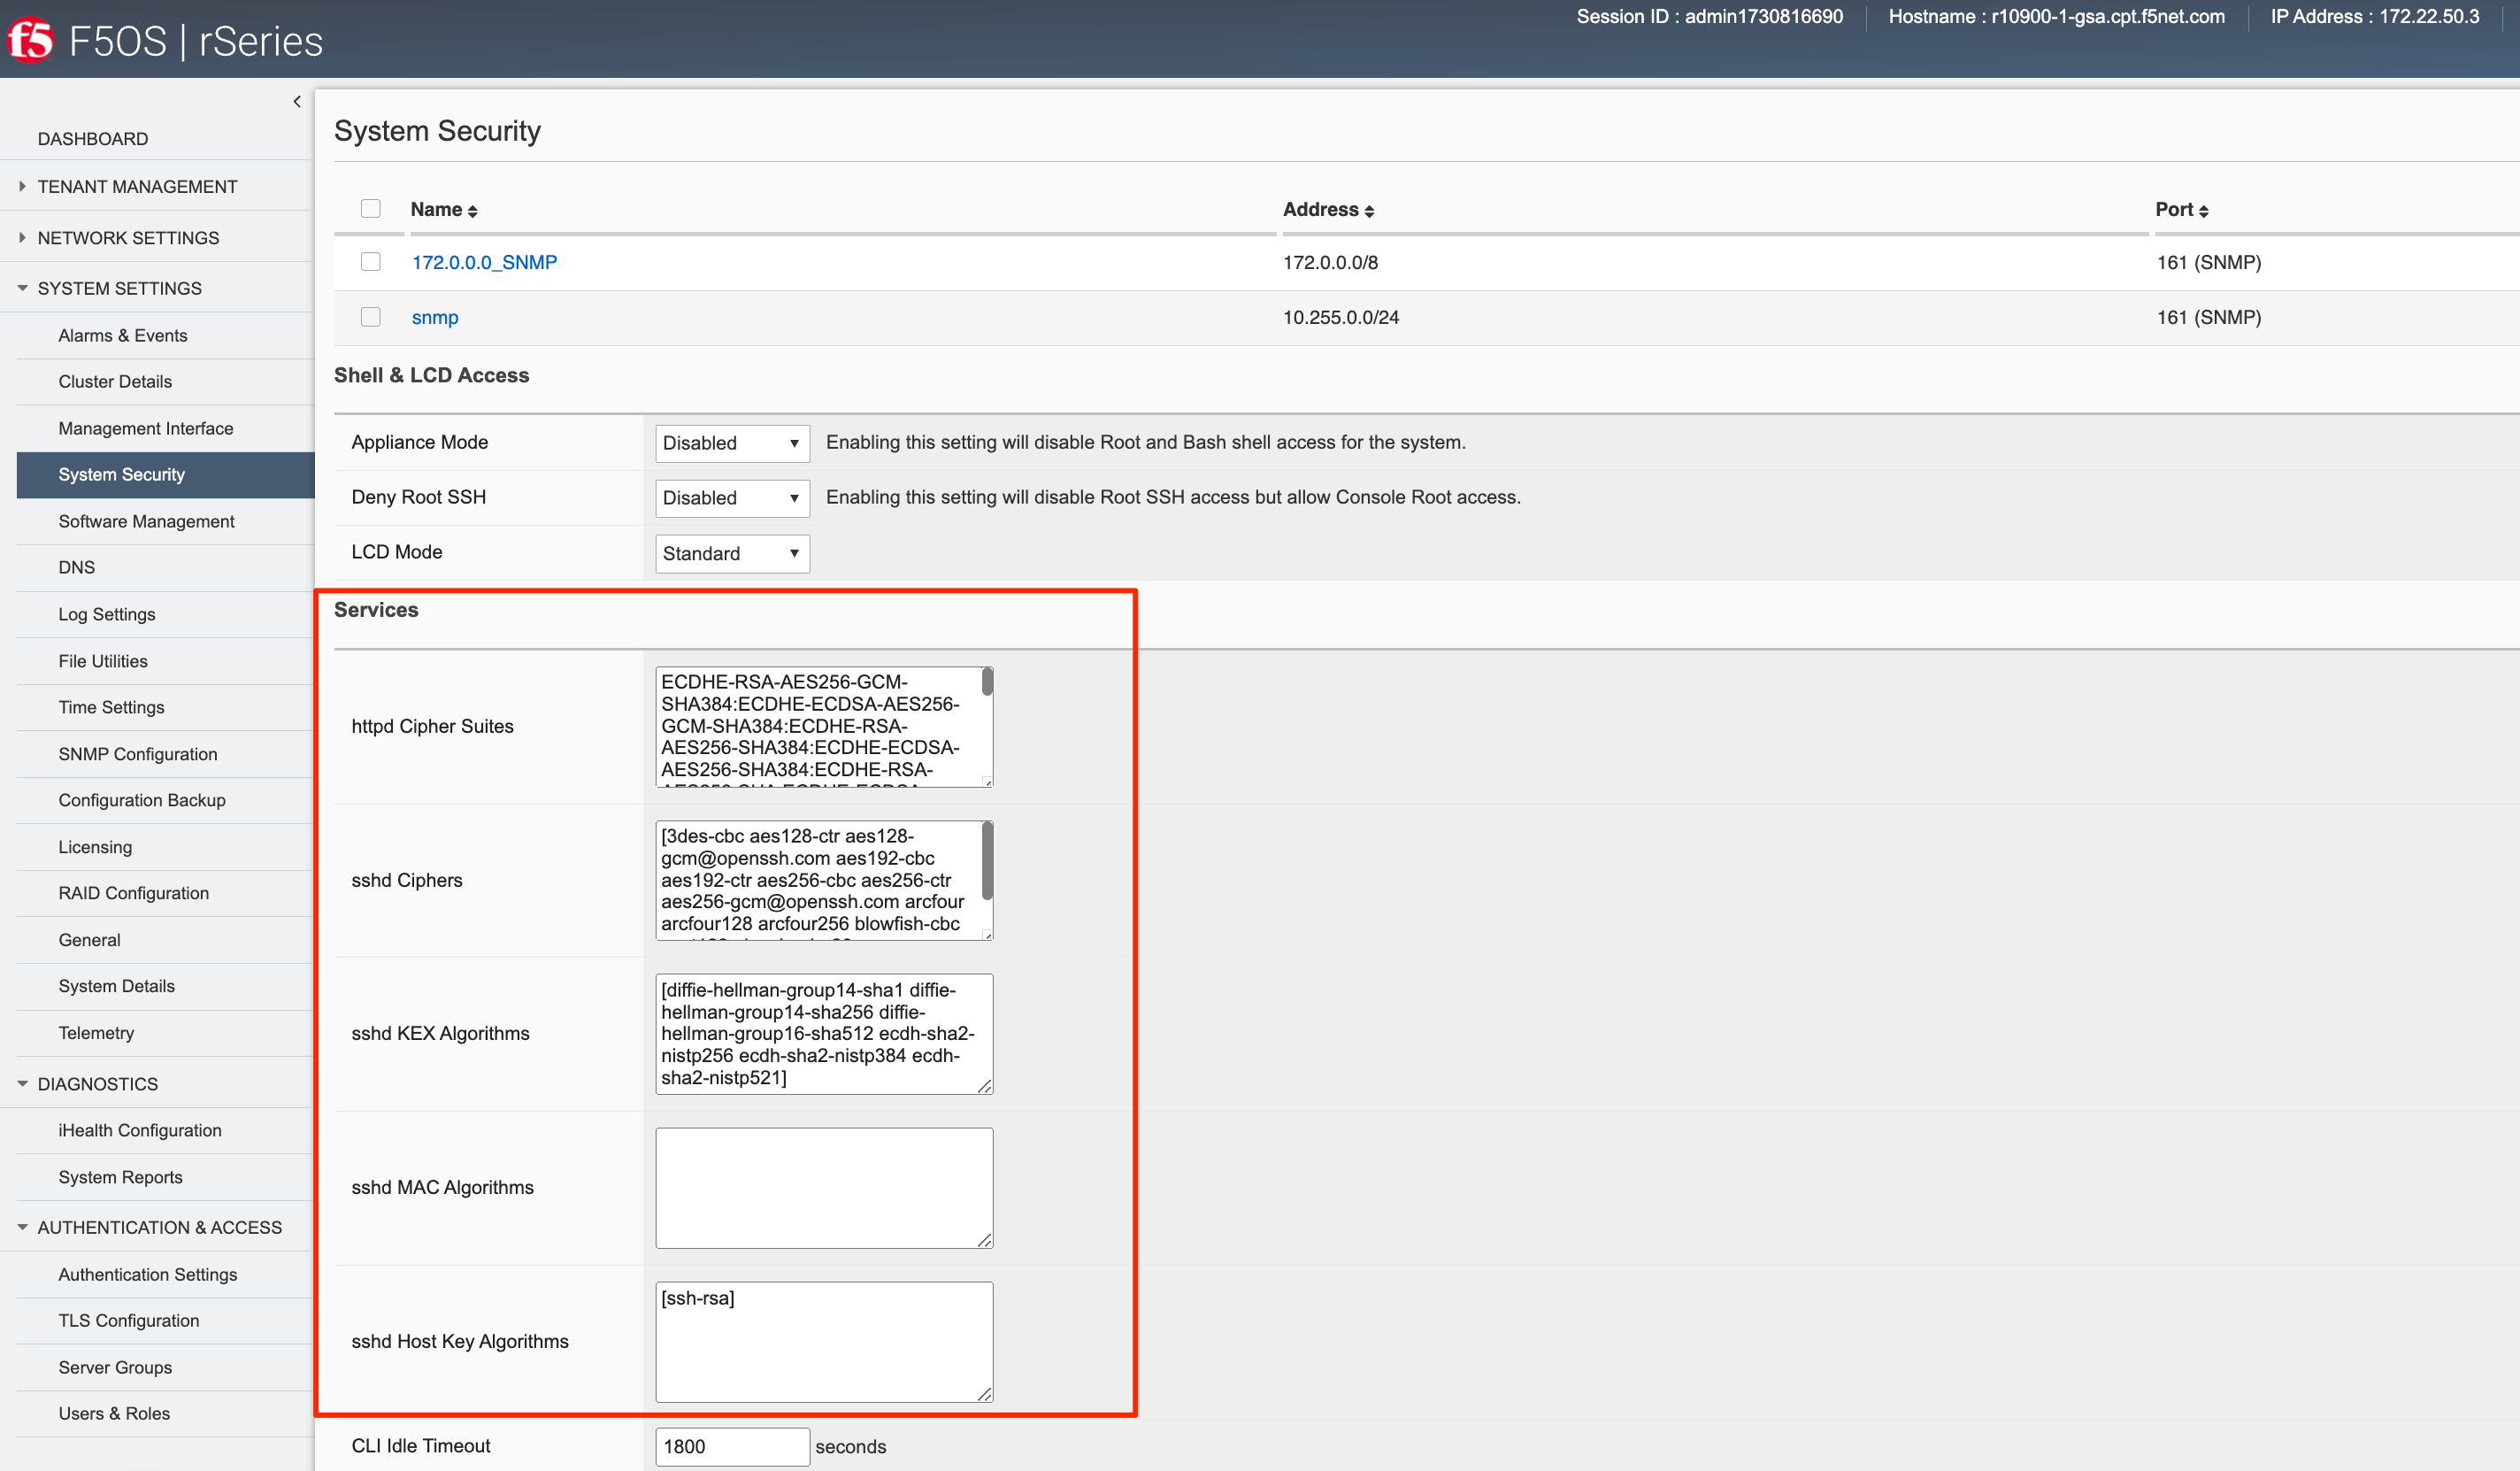 f5 F5OS | rSeries
Session ID : admin1730816690
Hostname : r10900-1-gsa.cpt.f5net.com
IP Address : 172.22.50.3
DASHBOARD
TENANT MANAGEMENT
NETWORK SETTINGS
SYSTEM SETTINGS
Alarms & Events
Cluster Details
Management Interface
System Security
Software Management
DNS
Log Settings
File Utilities
Time Settings
SNMP Configuration
Configuration Backup
Licensing
RAID Configuration
General
System Details
Telemetry
DIAGNOSTICS
iHealth Configuration
System Reports
AUTHENTICATION & ACCESS
Authentication Settings
TLS Configuration
Server Groups
Users & Roles
System Security
Name Address Port
172.0.0.0_SNMP 172.0.0.0/8 161 (SNMP)
snmp 10.255.0.0/24 161 (SNMP)
Shell & LCD Access
Appliance Mode Disabled Enabling this setting will disable Root and Bash shell access for the system.
Deny Root SSH Disabled Enabling this setting will disable Root SSH access but allow Console Root access.
LCD Mode Standard
Services
httpd Cipher Suites
ECDHE-RSA-AES256-GCM-
SHA384:ECDHE-ECDSA-AES256-
GCM-SHA384:ECDHE-RSA-
AES256-SHA384:ECDHE-ECDSA-
AES256-SHA384:ECDHE-RSA-
sshd Ciphers
[3des-cbc aes128-ctr aes128-
gcm@openssh.com aes192-cbc
aes192-ctr aes256-cbc aes256-ctr
aes256-gcm@openssh.com arcfour
arcfour128 arcfour256 blowfish-cbc
sshd KEX Algorithms
[diffie-hellman-group14-sha1 diffie-
hellman-group14-sha256 diffie-
hellman-group16-sha512 ecdh-sha2-
nistp256 ecdh-sha2-nistp384 ecdh-
sha2-nistp521]
sshd MAC Algorithms
sshd Host Key Algorithms
[ssh-rsa]
CLI Idle Timeout 1800 seconds